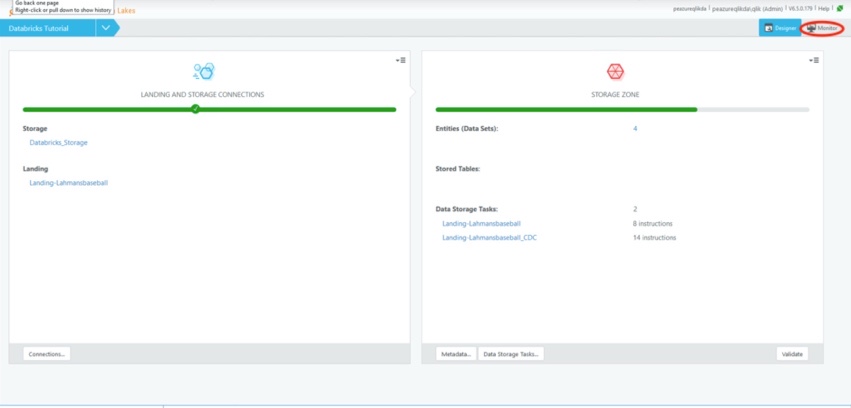 Go back one page
Right-click or pull down to show history
Lakes
peazureqlikda | peazureqlikda\qlik (Admin) | V6.5.0.179 | Help |
Databricks Tutorial
Designer
Monitor
LANDING AND STORAGE CONNECTIONS
Storage
Databricks_Storage
Landing
Landing-Lahmansbaseball
Connections...
STORAGE ZONE
Entities (Data Sets): 4
Stored Tables:
Data Storage Tasks: 2
Landing-Lahmansbaseball 8 instructions
Landing-Lahmansbaseball_CDC 14 instructions
Metadata... Data Storage Tasks... Validate